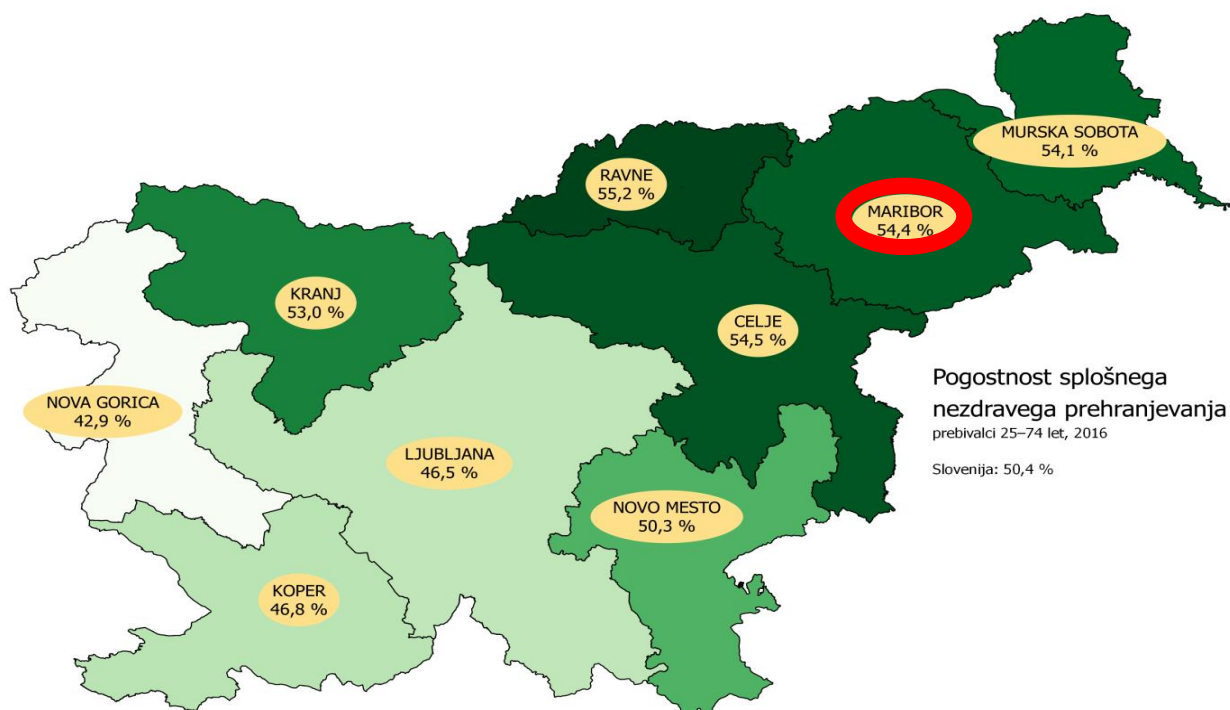 MURSKA SOBOTA
54,1 %
RAVNE
55,2 %
MARIBOR
54,4 %
KRANJ
53,0 %
CELJE
54,5 %
NOVA GORICA
42,9 %
LJUBLJANA
46,5 %
NOVO MESTO
50,3 %
KOPER
46,8 %
Pogostnost splošnega
nezdravega prehranjevanja
prebivalci 25–74 let, 2016
Slovenija: 50,4 %